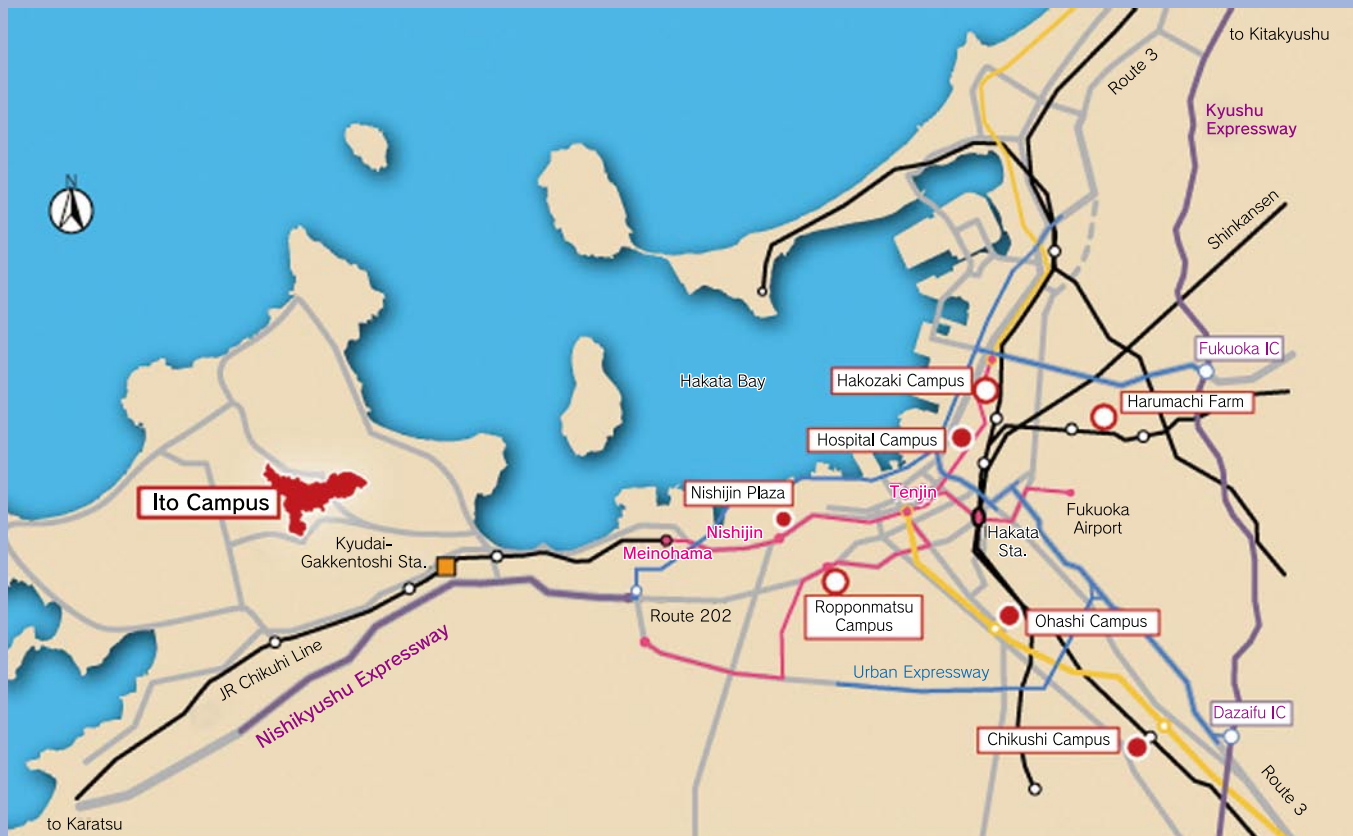 to Kitakyushu
Route 3
Kyushu
Expressway
N
Shinkansen
Fukuoka IC
Hakata Bay
Hakozaki Campus
Harumachi Farm
Hospital Campus
Ito Campus
Nishijin Plaza
Tenjin
Fukuoka
Airport
Nishijin
Hakata
Sta.
Kyudai-
Gakkentoshi Sta.
Meinohama
Route 202
Ropponmatsu
Campus
Ohashi Campus
JR Chikuhi Line
Nishikyushu Expressway
Urban Expressway
Dazaifu IC
Chikushi Campus
Route 3
to Karatsu